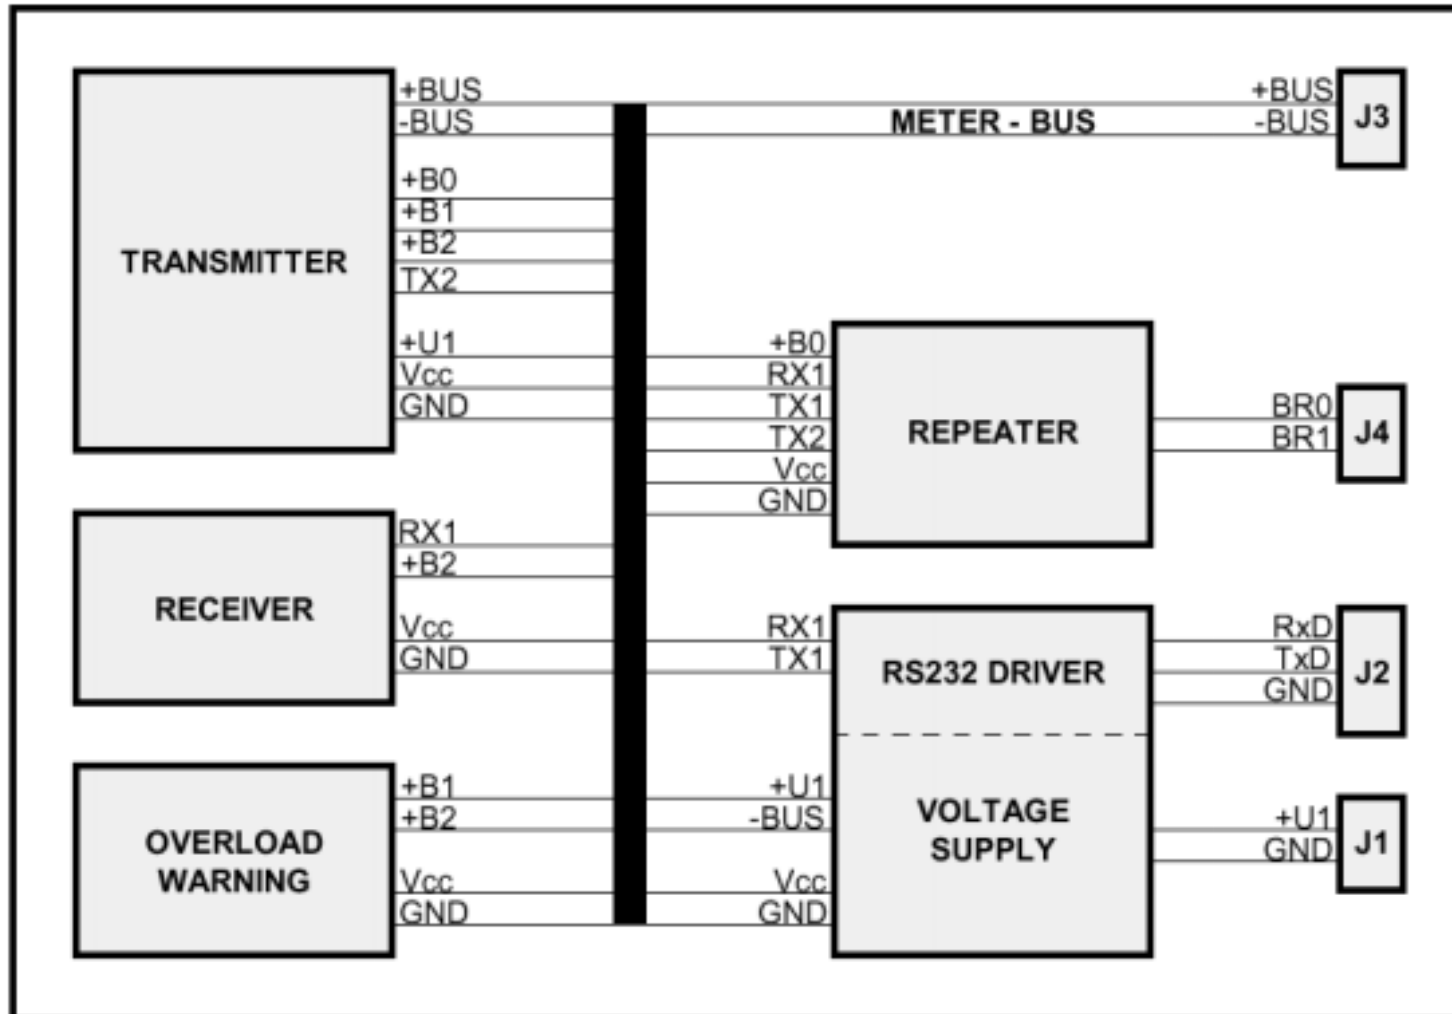 +BUS
-BUS
+B0
+B1
+B2
TX2
+U1
Vcc
GND
TRANSMITTER
RX1
+B2
Vcc
GND
RECEIVER
+B1
+B2
Vcc
GND
OVERLOAD
WARNING
METER - BUS
+BUS
-BUS
J3
+B0
RX1
TX1
TX2
Vcc
GND
REPEATER
BR0
BR1
J4
RX1
TX1
RS232 DRIVER
RxD
TxD
GND
J2
+U1
-BUS
Vcc
GND
VOLTAGE
SUPPLY
+U1
GND
J1